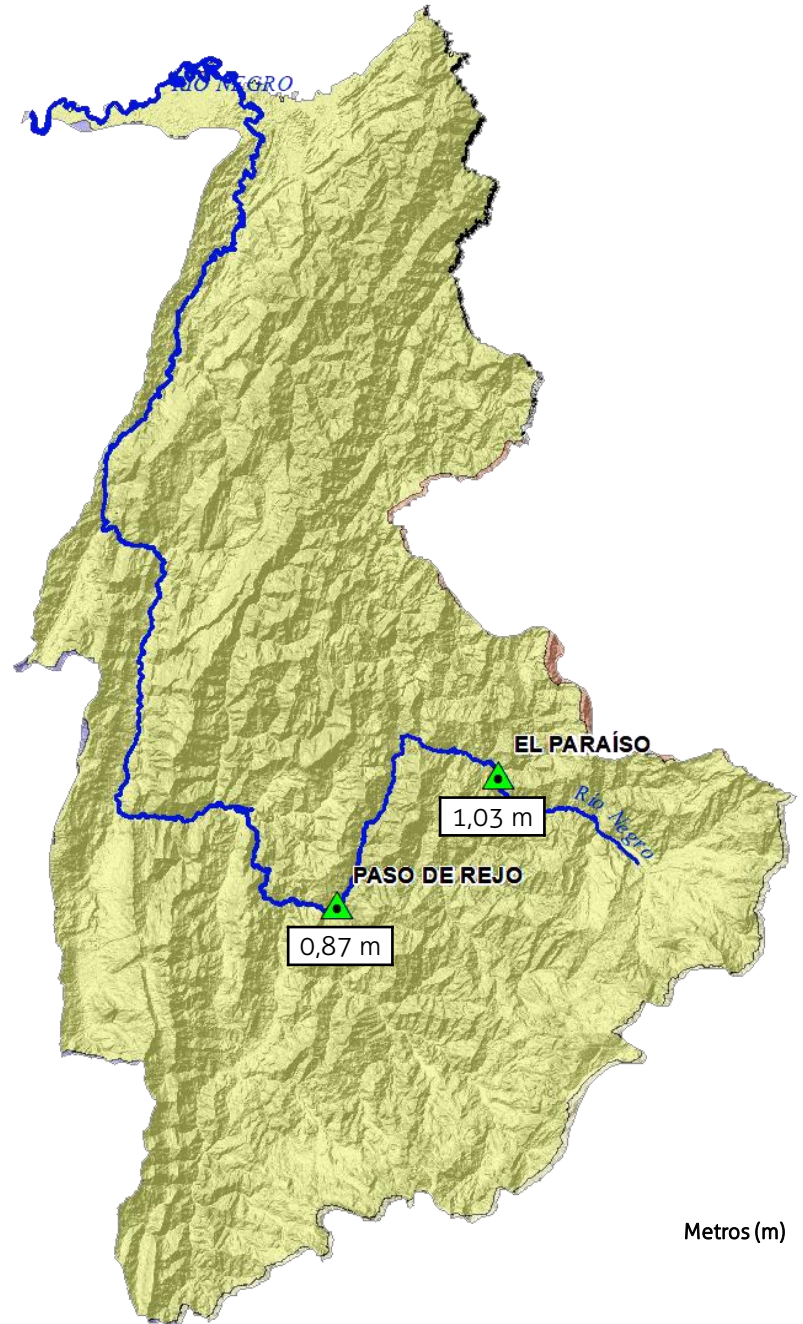 RÍO NEGRO
EL PARAÍSO
1,03 m
Río Negro
PASO DE REJO
0,87 m
Metros (m)